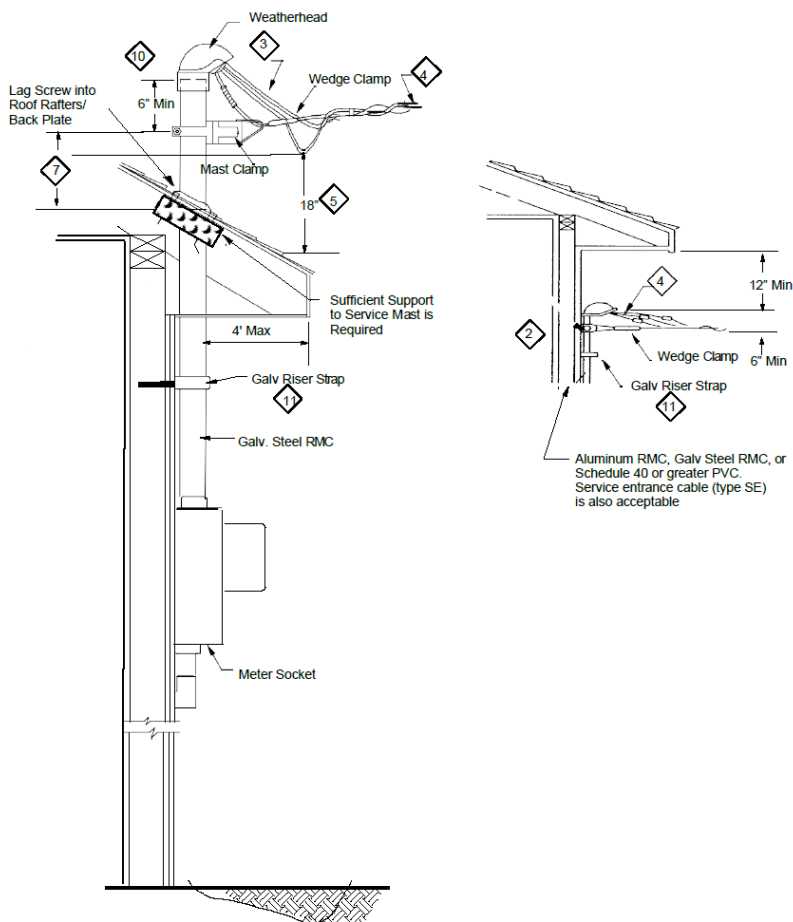 Weatherhead
10
3
Wedge Clamp
4
Lag Screw into
Roof Rafters/
Back Plate
6" Min
Mast Clamp
7
18"
5
Sufficient Support
to Service Mast is
Required
4' Max
Galv Riser Strap
11
Galv. Steel RMC
Meter Socket
12" Min
4
2
Wedge Clamp
6" Min
Galv Riser Strap
11
Aluminum RMC, Galv Steel RMC, or
Schedule 40 or greater PVC.
Service entrance cable (type SE)
is also acceptable